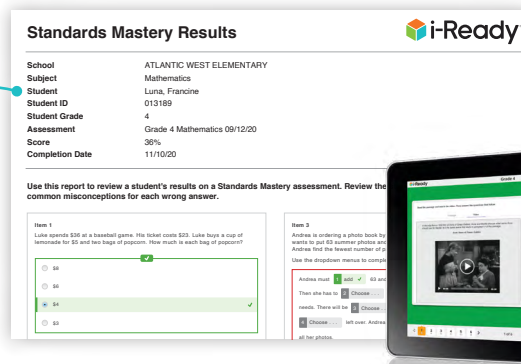 Standards Mastery Results
i-Ready
School ATLANTIC WEST ELEMENTARY
Subject Mathematics
Student Luna, Francine
Student ID 013189
Student Grade 4
Assessment Grade 4 Mathematics 09/12/20
Score 36%
Completion Date 11/10/20
Use this report to review a student's results on a Standards Mastery assessment. Review the
common misconceptions for each wrong answer.
Item 1
Luke spends $36 at a baseball game. His ticket costs $23. Luke buys a cup of
lemonade for $5 and two bags of popcorn. How much is each bag of popcorn?
$8
$6
$4
$3
Item 3
Andrea is ordering a photo book by
wants to put 63 summer photos and
Andrea find the fewest number of p
Use the dropdown menus to comple
Andrea must 1 add 63 and
Then she has to 2 Choose ....
needs. There will be 3 Choose ...
4 Choose .... left over. Andrea
all her photos.
i-Ready
Grade 4